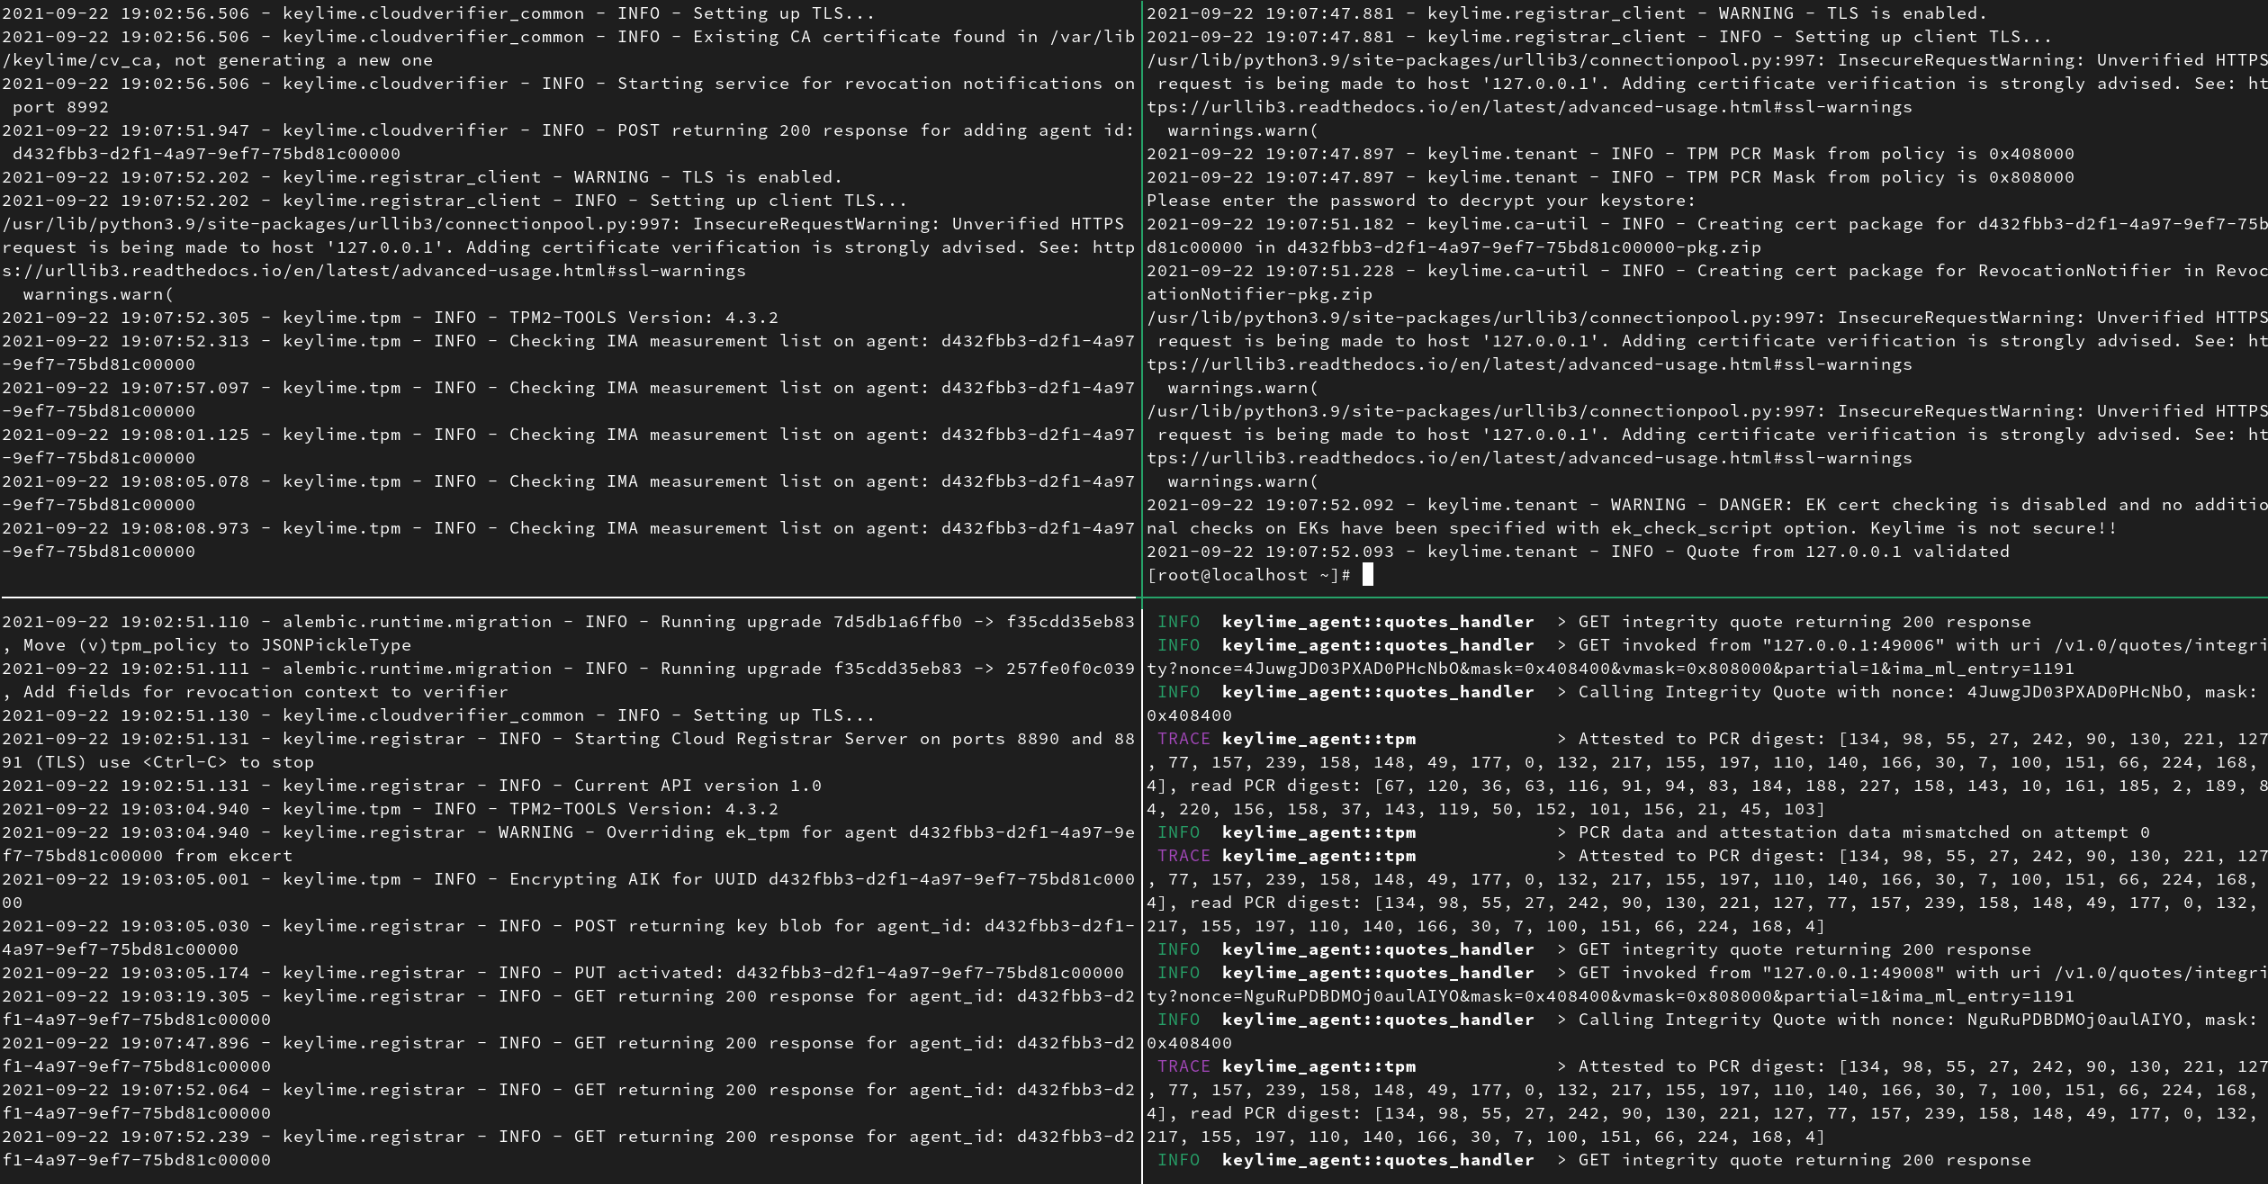 2021-09-22 19:02:56.506 - keylime.cloudverifier_common - INFO - Setting up TLS...
2021-09-22 19:02:56.506 - keylime.cloudverifier_common - INFO - Existing CA certificate found in /var/lib
/keylime/cv_ca, not generating a new one
2021-09-22 19:02:56.506 - keylime.cloudverifier - INFO - Starting service for revocation notifications on
 port 8992
2021-09-22 19:07:51.947 - keylime.cloudverifier - INFO - POST returning 200 response for adding agent id:
 d432fbb3-d2f1-4a97-9ef7-75bd81c00000
2021-09-22 19:07:52.202 - keylime.registrar_client - WARNING - TLS is enabled.
2021-09-22 19:07:52.202 - keylime.registrar_client - INFO - Setting up client TLS...
/usr/lib/python3.9/site-packages/urllib3/connectionpool.py:997: InsecureRequestWarning: Unverified HTTPS
request is being made to host '127.0.0.1'. Adding certificate verification is strongly advised. See: http
s://urllib3.readthedocs.io/en/latest/advanced-usage.html#ssl-warnings
  warnings.warn(
2021-09-22 19:07:52.305 - keylime.tpm - INFO - TPM2-TOOLS Version: 4.3.2
2021-09-22 19:07:52.313 - keylime.tpm - INFO - Checking IMA measurement list on agent: d432fbb3-d2f1-4a97
-9ef7-75bd81c00000
2021-09-22 19:07:57.097 - keylime.tpm - INFO - Checking IMA measurement list on agent: d432fbb3-d2f1-4a97
-9ef7-75bd81c00000
2021-09-22 19:08:01.125 - keylime.tpm - INFO - Checking IMA measurement list on agent: d432fbb3-d2f1-4a97
-9ef7-75bd81c00000
2021-09-22 19:08:05.078 - keylime.tpm - INFO - Checking IMA measurement list on agent: d432fbb3-d2f1-4a97
-9ef7-75bd81c00000
2021-09-22 19:08:08.973 - keylime.tpm - INFO - Checking IMA measurement list on agent: d432fbb3-d2f1-4a97
-9ef7-75bd81c00000
2021-09-22 19:07:47.881 - keylime.registrar_client - WARNING - TLS is enabled.
2021-09-22 19:07:47.881 - keylime.registrar_client - INFO - Setting up client TLS...
/usr/lib/python3.9/site-packages/urllib3/connectionpool.py:997: InsecureRequestWarning: Unverified HTTPS
 request is being made to host '127.0.0.1'. Adding certificate verification is strongly advised. See: ht
tps://urllib3.readthedocs.io/en/latest/advanced-usage.html#ssl-warnings
  warnings.warn(
2021-09-22 19:07:47.897 - keylime.tenant - INFO - TPM PCR Mask from policy is 0x408000
2021-09-22 19:07:47.897 - keylime.tenant - INFO - TPM PCR Mask from policy is 0x808000
Please enter the password to decrypt your keystore:
2021-09-22 19:07:51.182 - keylime.ca-util - INFO - Creating cert package for d432fbb3-d2f1-4a97-9ef7-75b
d81c00000 in d432fbb3-d2f1-4a97-9ef7-75bd81c00000-pkg.zip
2021-09-22 19:07:51.228 - keylime.ca-util - INFO - Creating cert package for RevocationNotifier in Revoc
ationNotifier-pkg.zip
/usr/lib/python3.9/site-packages/urllib3/connectionpool.py:997: InsecureRequestWarning: Unverified HTTPS
 request is being made to host '127.0.0.1'. Adding certificate verification is strongly advised. See: ht
tps://urllib3.readthedocs.io/en/latest/advanced-usage.html#ssl-warnings
  warnings.warn(
/usr/lib/python3.9/site-packages/urllib3/connectionpool.py:997: InsecureRequestWarning: Unverified HTTPS
 request is being made to host '127.0.0.1'. Adding certificate verification is strongly advised. See: ht
tps://urllib3.readthedocs.io/en/latest/advanced-usage.html#ssl-warnings
  warnings.warn(
2021-09-22 19:07:52.092 - keylime.tenant - WARNING - DANGER: EK cert checking is disabled and no additio
nal checks on EKs have been specified with ek_check_script option. Keylime is not secure!!
2021-09-22 19:07:52.093 - keylime.tenant - INFO - Quote from 127.0.0.1 validated
[root@localhost ~]#
2021-09-22 19:02:51.110 - alembic.runtime.migration - INFO - Running upgrade 7d5db1a6ffb0 -> f35cdd35eb83
, Move (v)tpm_policy to JSONPickleType
2021-09-22 19:02:51.111 - alembic.runtime.migration - INFO - Running upgrade f35cdd35eb83 -> 257fe0f0c039
, Add fields for revocation context to verifier
2021-09-22 19:02:51.130 - keylime.cloudverifier_common - INFO - Setting up TLS...
2021-09-22 19:02:51.131 - keylime.registrar - INFO - Starting Cloud Registrar Server on ports 8890 and 88
91 (TLS) use <Ctrl-C> to stop
2021-09-22 19:02:51.131 - keylime.registrar - INFO - Current API version 1.0
2021-09-22 19:03:04.940 - keylime.tpm - INFO - TPM2-TOOLS Version: 4.3.2
2021-09-22 19:03:04.940 - keylime.registrar - WARNING - Overriding ek_tpm for agent d432fbb3-d2f1-4a97-9e
f7-75bd81c00000 from ekcert
2021-09-22 19:03:05.001 - keylime.tpm - INFO - Encrypting AIK for UUID d432fbb3-d2f1-4a97-9ef7-75bd81c000
00
2021-09-22 19:03:05.030 - keylime.registrar - INFO - POST returning key blob for agent_id: d432fbb3-d2f1-
4a97-9ef7-75bd81c00000
2021-09-22 19:03:05.174 - keylime.registrar - INFO - PUT activated: d432fbb3-d2f1-4a97-9ef7-75bd81c00000
2021-09-22 19:03:19.305 - keylime.registrar - INFO - GET returning 200 response for agent_id: d432fbb3-d2
f1-4a97-9ef7-75bd81c00000
2021-09-22 19:07:47.896 - keylime.registrar - INFO - GET returning 200 response for agent_id: d432fbb3-d2
f1-4a97-9ef7-75bd81c00000
2021-09-22 19:07:52.064 - keylime.registrar - INFO - GET returning 200 response for agent_id: d432fbb3-d2
f1-4a97-9ef7-75bd81c00000
2021-09-22 19:07:52.239 - keylime.registrar - INFO - GET returning 200 response for agent_id: d432fbb3-d2
f1-4a97-9ef7-75bd81c00000
 INFO  keylime_agent::quotes_handler  > GET integrity quote returning 200 response
 INFO  keylime_agent::quotes_handler  > GET invoked from "127.0.0.1:49006" with uri /v1.0/quotes/integri
ty?nonce=4JuwgJD03PXAD0PHcNbO&mask=0x408400&vmask=0x808000&partial=1&ima_ml_entry=1191
 INFO  keylime_agent::quotes_handler  > Calling Integrity Quote with nonce: 4JuwgJD03PXAD0PHcNbO, mask:
0x408400
 TRACE keylime_agent::tpm             > Attested to PCR digest: [134, 98, 55, 27, 242, 90, 130, 221, 127
, 77, 157, 239, 158, 148, 49, 177, 0, 132, 217, 155, 197, 110, 140, 166, 30, 7, 100, 151, 66, 224, 168,
4], read PCR digest: [67, 120, 36, 63, 116, 91, 94, 83, 184, 188, 227, 158, 143, 10, 161, 185, 2, 189, 8
4, 220, 156, 158, 37, 143, 119, 50, 152, 101, 156, 21, 45, 103]
 INFO  keylime_agent::tpm             > PCR data and attestation data mismatched on attempt 0
 TRACE keylime_agent::tpm             > Attested to PCR digest: [134, 98, 55, 27, 242, 90, 130, 221, 127
, 77, 157, 239, 158, 148, 49, 177, 0, 132, 217, 155, 197, 110, 140, 166, 30, 7, 100, 151, 66, 224, 168,
4], read PCR digest: [134, 98, 55, 27, 242, 90, 130, 221, 127, 77, 157, 239, 158, 148, 49, 177, 0, 132,
217, 155, 197, 110, 140, 166, 30, 7, 100, 151, 66, 224, 168, 4]
 INFO  keylime_agent::quotes_handler  > GET integrity quote returning 200 response
 INFO  keylime_agent::quotes_handler  > GET invoked from "127.0.0.1:49008" with uri /v1.0/quotes/integri
ty?nonce=NguRuPDBDMOj0aulAIYO&mask=0x408400&vmask=0x808000&partial=1&ima_ml_entry=1191
 INFO  keylime_agent::quotes_handler  > Calling Integrity Quote with nonce: NguRuPDBDMOj0aulAIYO, mask:
0x408400
 TRACE keylime_agent::tpm             > Attested to PCR digest: [134, 98, 55, 27, 242, 90, 130, 221, 127
, 77, 157, 239, 158, 148, 49, 177, 0, 132, 217, 155, 197, 110, 140, 166, 30, 7, 100, 151, 66, 224, 168,
4], read PCR digest: [134, 98, 55, 27, 242, 90, 130, 221, 127, 77, 157, 239, 158, 148, 49, 177, 0, 132,
217, 155, 197, 110, 140, 166, 30, 7, 100, 151, 66, 224, 168, 4]
 INFO  keylime_agent::quotes_handler  > GET integrity quote returning 200 response